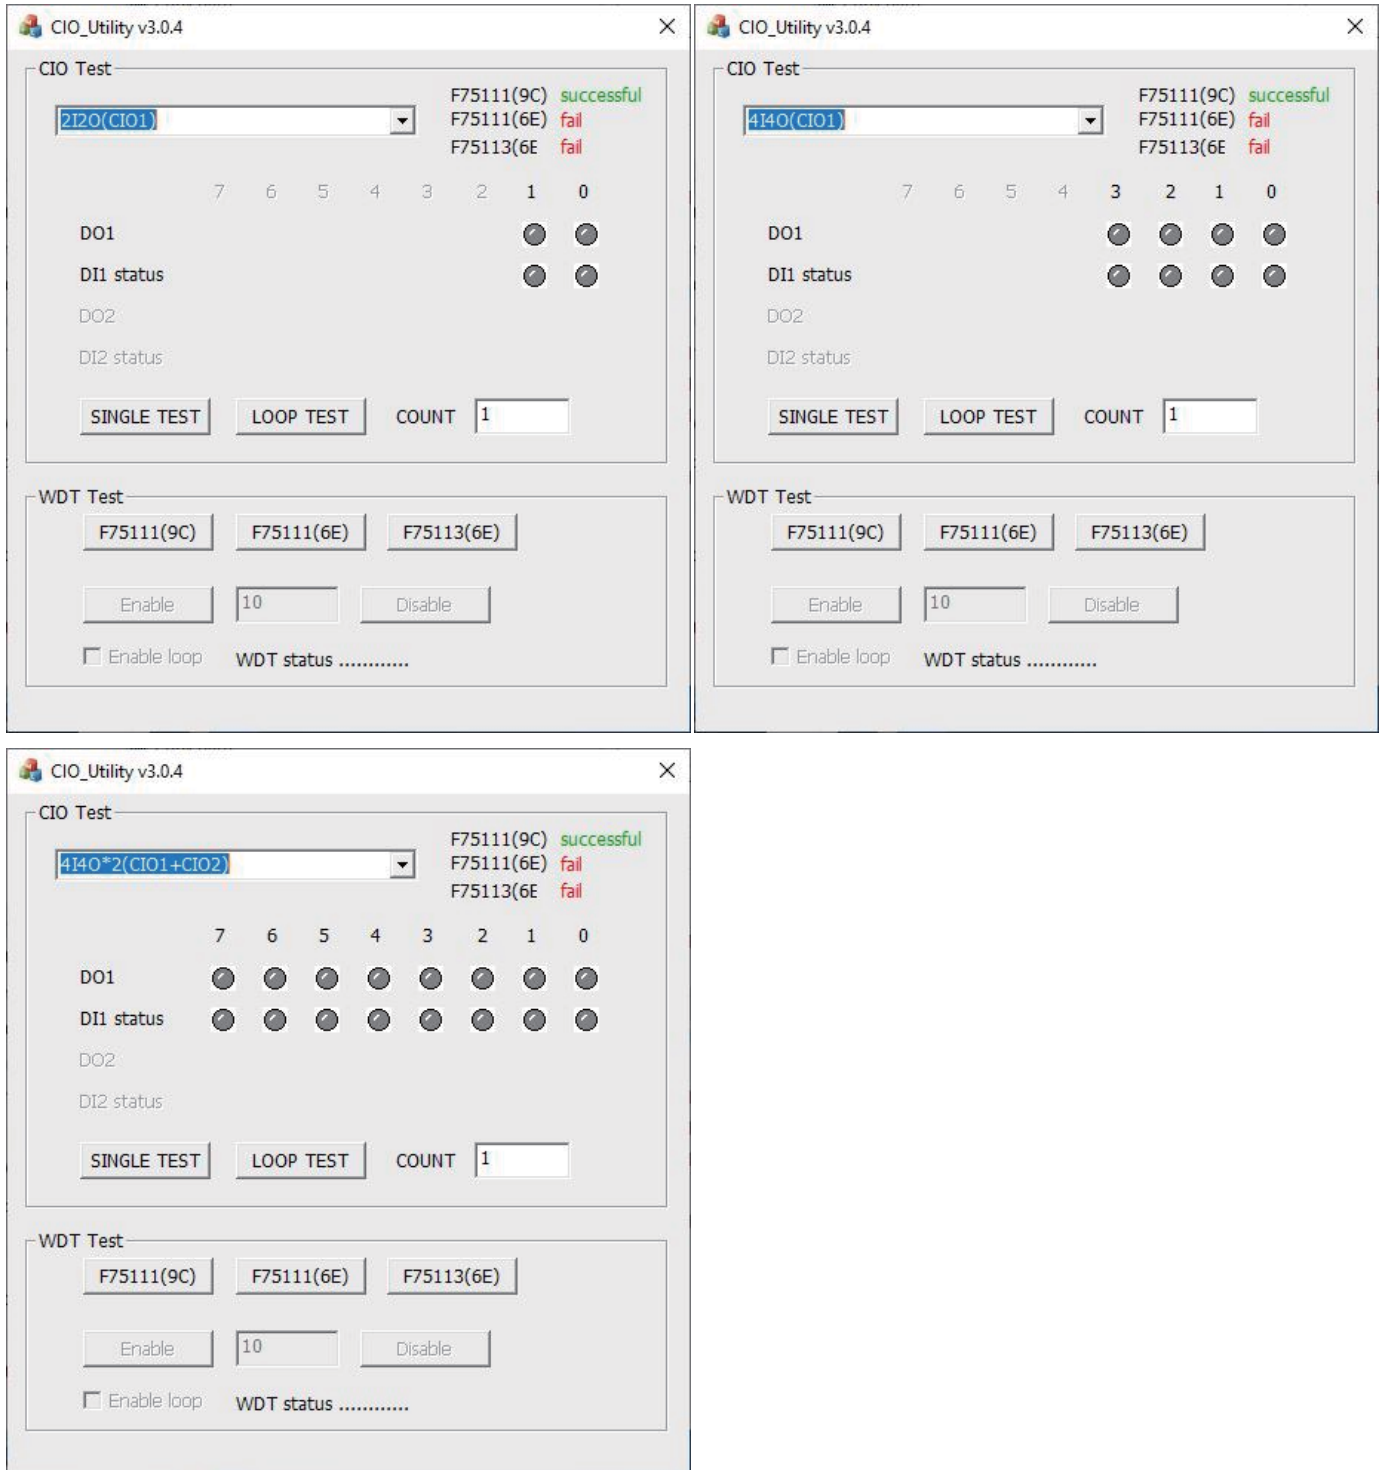 CIO_Utility v3.0.4
CIO Test
2I2O(CIO1)
F75111(9C) successful
F75111(6E) fail
F75113(6E fail
7 6 5 4 3 2 1 0
DO1
DI1 status
DO2
DI2 status
SINGLE TEST LOOP TEST COUNT 1
WDT Test
F75111(9C) F75111(6E) F75113(6E)
Enable 10 Disable
Enable loop WDT status ............
CIO_Utility v3.0.4
CIO Test
4I4O(CIO1)
F75111(9C) successful
F75111(6E) fail
F75113(6E fail
7 6 5 4 3 2 1 0
DO1
DI1 status
DO2
DI2 status
SINGLE TEST LOOP TEST COUNT 1
WDT Test
F75111(9C) F75111(6E) F75113(6E)
Enable 10 Disable
Enable loop WDT status ............
CIO_Utility v3.0.4
CIO Test
4I4O*2(CIO1+CIO2)
F75111(9C) successful
F75111(6E) fail
F75113(6E fail
7 6 5 4 3 2 1 0
DO1
DI1 status
DO2
DI2 status
SINGLE TEST LOOP TEST COUNT 1
WDT Test
F75111(9C) F75111(6E) F75113(6E)
Enable 10 Disable
Enable loop WDT status ............